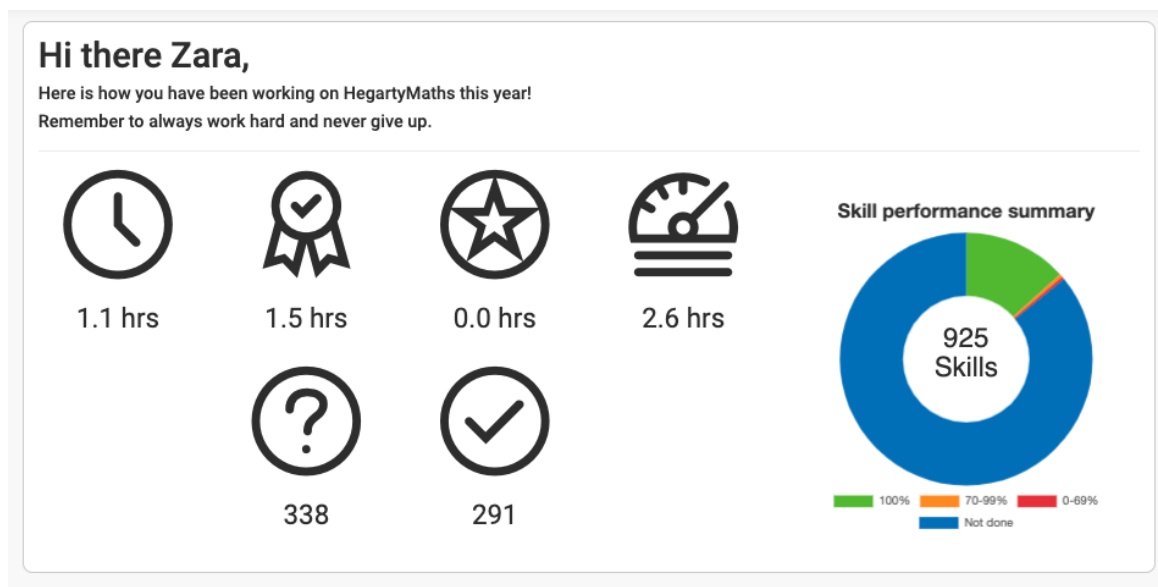 Hi there Zara,
Here is how you have been working on HegartyMaths this year!
Remember to always work hard and never give up.
1.1 hrs
1.5 hrs
0.0 hrs
2.6 hrs
?
338
291
Skill performance summary
925
Skills
100%
70-99%
0-69%
Not done